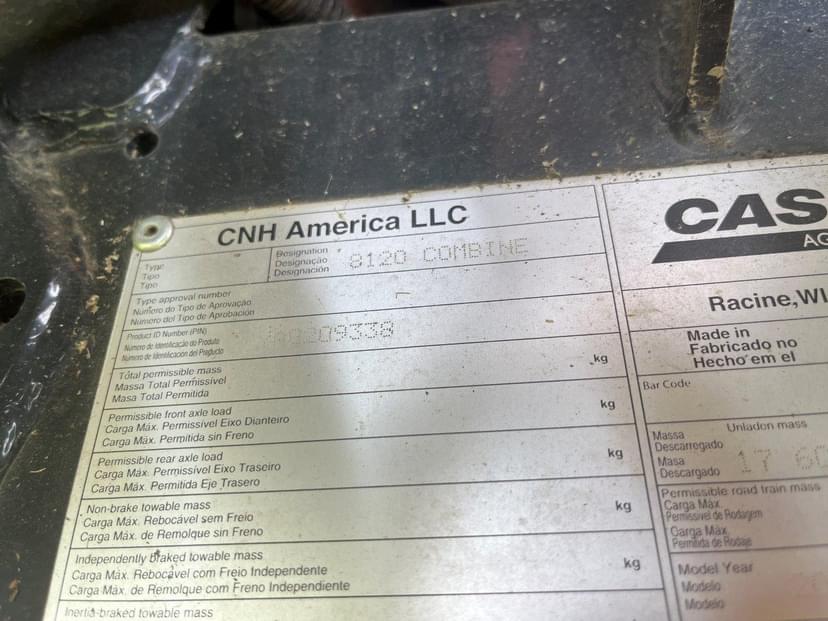 CNH America LLC
Type
Tipo
Tipo
Designation
Designação
Designación
8120 COMBINE
Type approval number
Número do Tipo de Aprovação
Número del Tipo de Aprobación
Product ID Number (PIN)
Número de Identificação do Produto
Número de Identificación del Producto
209338
Total permissible mass
Massa Total Permissível
Masa Total Permitida
kg
Permissible front axle load
Carga Máx. Permissível Eixo Dianteiro
Carga Máx. Permitida sin Freno
kg
Permissible rear axle load
Carga Máx. Permissível Eixo Traseiro
Carga Máx. Permitida Eje Trasero
kg
Non-brake towable mass
Carga Máx. Rebocável sem Freio
Carga Máx. de Remolque sin Freno
kg
Independently braked towable mass
Carga Máx. Rebocável com Freio Independente
Carga Máx. de Remolque com Freno Independiente
kg
Inertia-braked towable mass
CAS
AG
Racine, WI
Made in
Fabricado no
Hecho en el
Bar Code
Unladen mass
Massa
Descarregado
Masa
Descargado
17 60
Permissible road train mass
Carga Máx.
Permissível de Rodagem
Carga Máx.
Permitida de Rodaje
Model Year
Modelo
Modelo